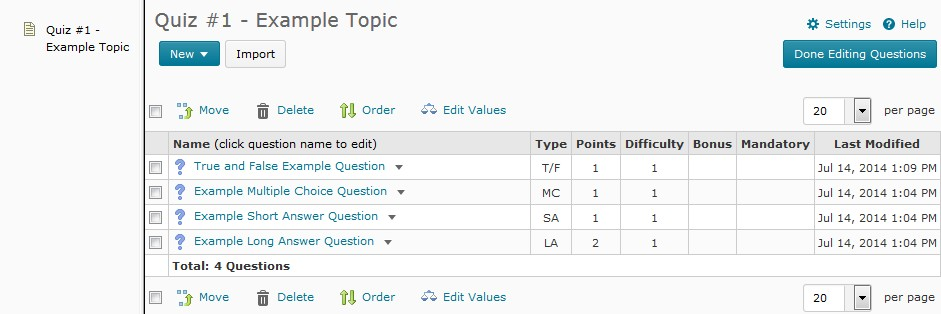 Quiz #1 -
Example Topic
Quiz #1 - Example Topic
Settings Help
New Import
Done Editing Questions
Move Delete Order Edit Values 20 per page
Name (click question name to edit) Type Points Difficulty Bonus Mandatory Last Modified
True and False Example Question T/F 1 1 Jul 14, 2014 1:09 PM
Example Multiple Choice Question MC 1 1 Jul 14, 2014 1:04 PM
Example Short Answer Question SA 1 1 Jul 14, 2014 1:04 PM
Example Long Answer Question LA 2 1 Jul 14, 2014 1:04 PM
Total: 4 Questions
Move Delete Order Edit Values 20 per page